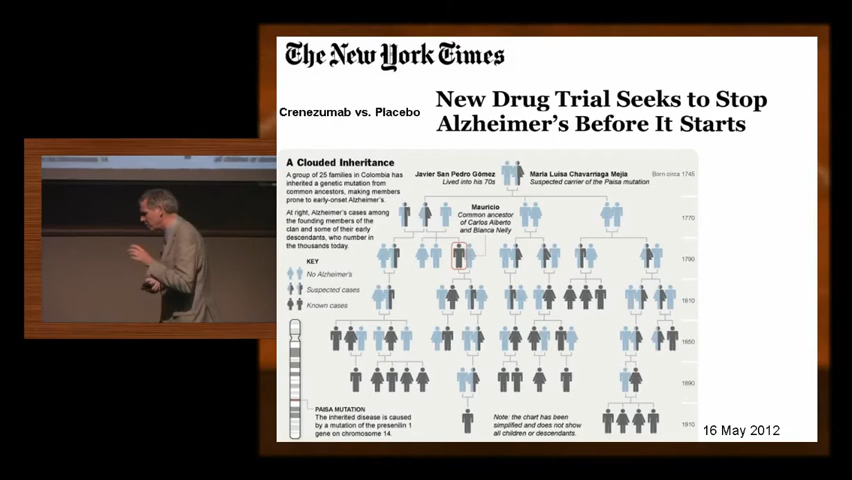 The New York Times
Crenezumab vs. Placebo
New Drug Trial Seeks to Stop
Alzheimer's Before It Starts
A Clouded Inheritance
A group of 25 families in Colombia has
inherited a genetic mutation from
common ancestors, making members
prone to early-onset Alzheimer's.
At right, Alzheimer's cases among
the founding members of the
clan and some of their early
descendants, who number in
the thousands today.
KEY
No Alzheimer's
Suspected cases
Known cases
Javier San Pedro Gómez
Lived into his 70s
María Luisa Chavarriaga Mejía
Suspected carrier of the Paisa mutation
Born circa 1745
Mauricio
Common ancestor
of Carlos Alberto
and Blanca Nelly
1770
1790
1810
1850
1890
1910
PAISA MUTATION
The inherited disease is caused
by a mutation of the presenilin 1
gene on chromosome 14.
Note: the chart has been
simplified and does not show
all children or descendants.
16 May 2012